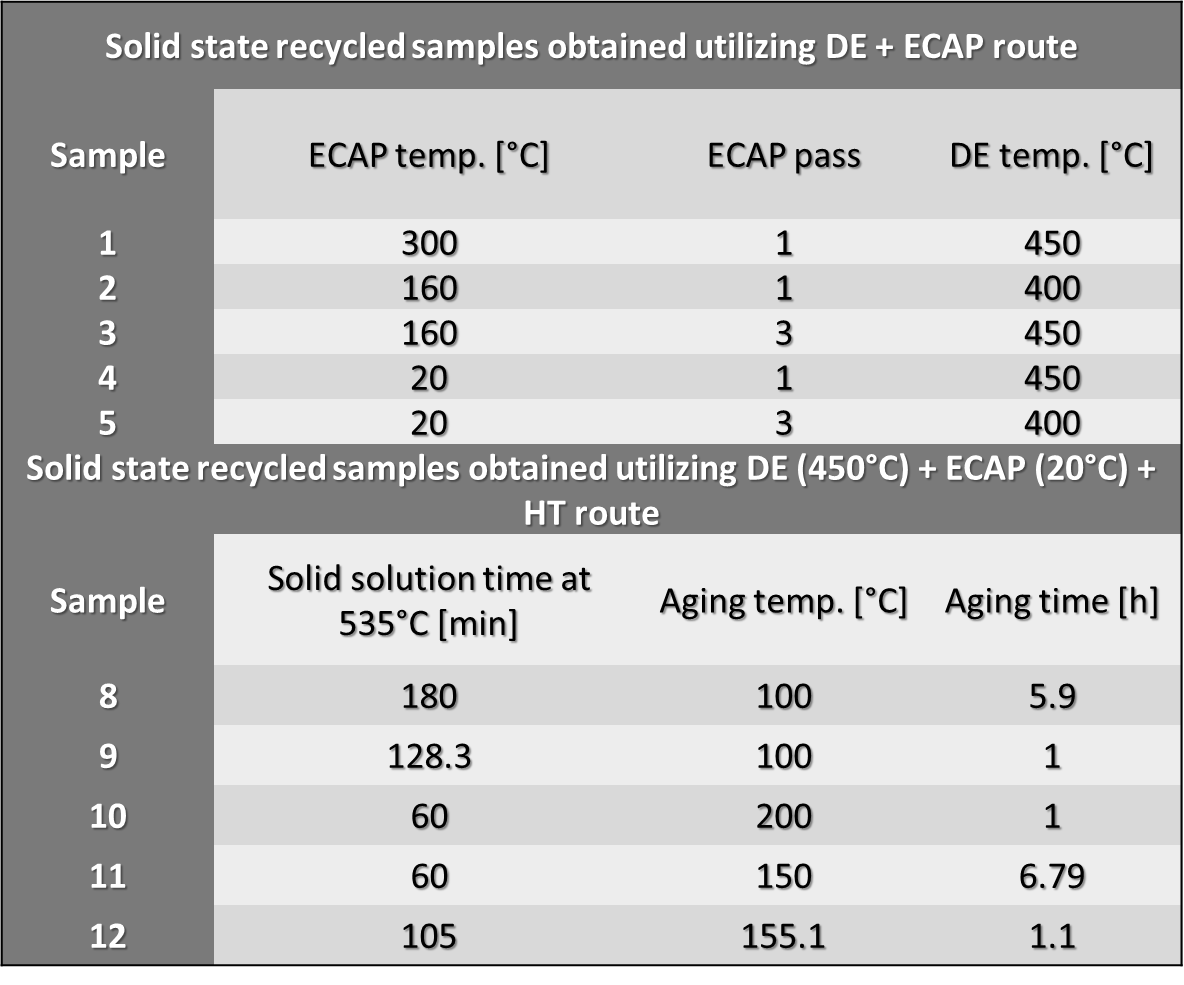 Solid state recycled samples obtained utilizing DE + ECAP route
Sample ECAP temp. [°C] ECAP pass DE temp. [°C]
1 300 1 450
2 160 1 400
3 160 3 450
4 20 1 450
5 20 3 400
Solid state recycled samples obtained utilizing DE (450°C) + ECAP (20°C) +
HT route
Sample Solid solution time at
535°C [min] Aging temp. [°C] Aging time [h]
8 180 100 5.9
9 128.3 100 1
10 60 200 1
11 60 150 6.79
12 105 155.1 1.1